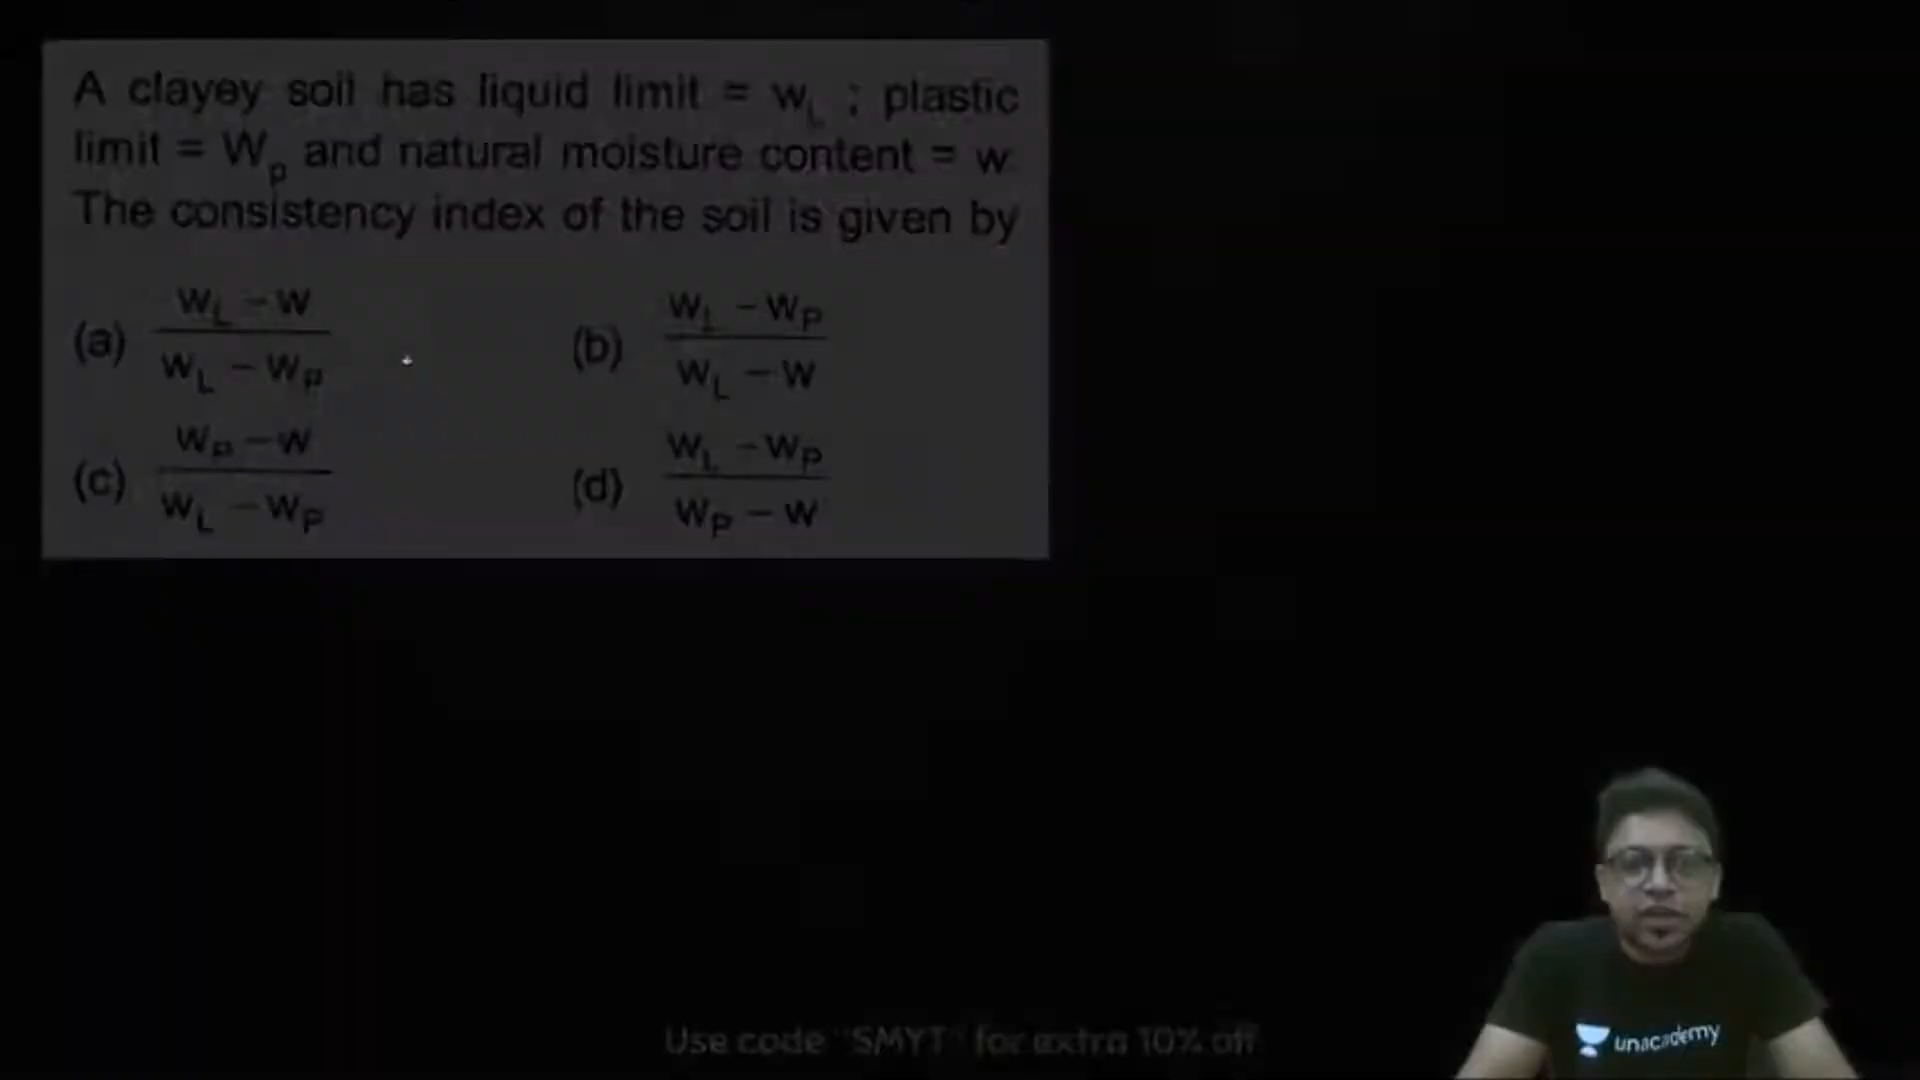 A clayey soil has liquid limit = w_L ; plastic
limit = W_p and natural moisture content = w.
The consistency index of the soil is given by
(a) (w_L - w) / (w_L - w_P)
(b) (w_L - w_P) / (w_L - w)
(c) (w_P - w) / (w_L - w_P)
(d) (w_L - w_P) / (w_P - w)
unacademy
Use code "SMYT" for extra 10% off